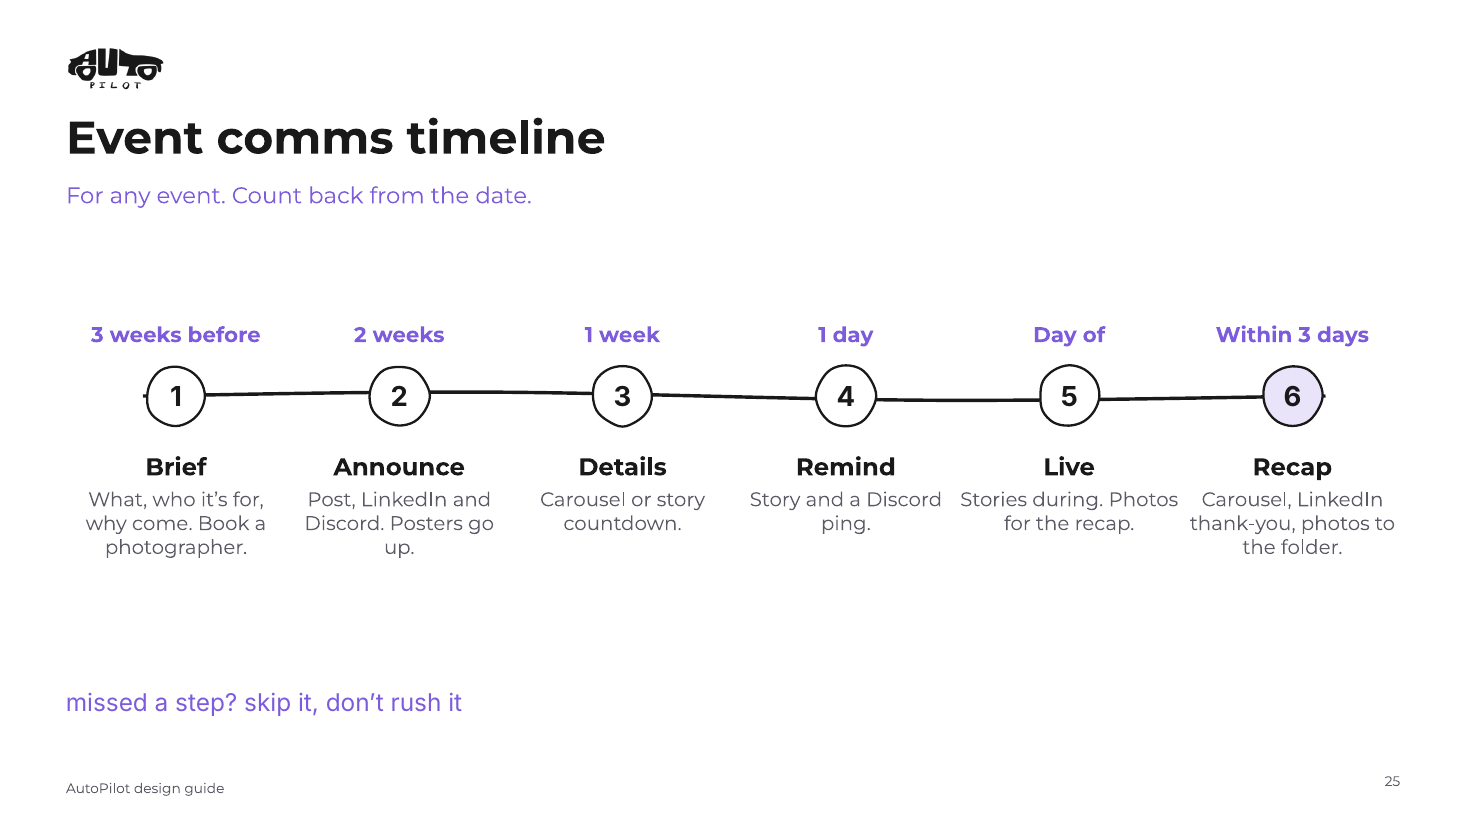 AUTO
PILOT
Event comms timeline
For any event. Count back from the date.
3 weeks before
2 weeks
1 week
1 day
Day of
Within 3 days
1
2
3
4
5
6
Brief
What, who it’s for,
why come. Book a
photographer.
Announce
Post, LinkedIn and
Discord. Posters go
up.
Details
Carousel or story
countdown.
Remind
Story and a Discord
ping.
Live
Stories during. Photos
for the recap.
Recap
Carousel, LinkedIn
thank-you, photos to
the folder.
missed a step? skip it, don’t rush it
AutoPilot design guide
25